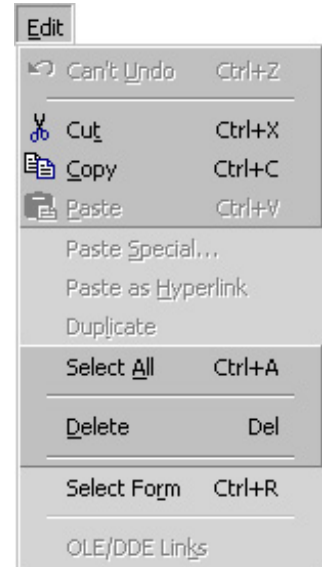 Edit
Can't Undo Ctrl+Z
Cut Ctrl+X
Copy Ctrl+C
Paste Ctrl+V
Paste Special...
Paste as Hyperlink
Duplicate
Select All Ctrl+A
Delete Del
Select Form Ctrl+R
OLE/DDE Links